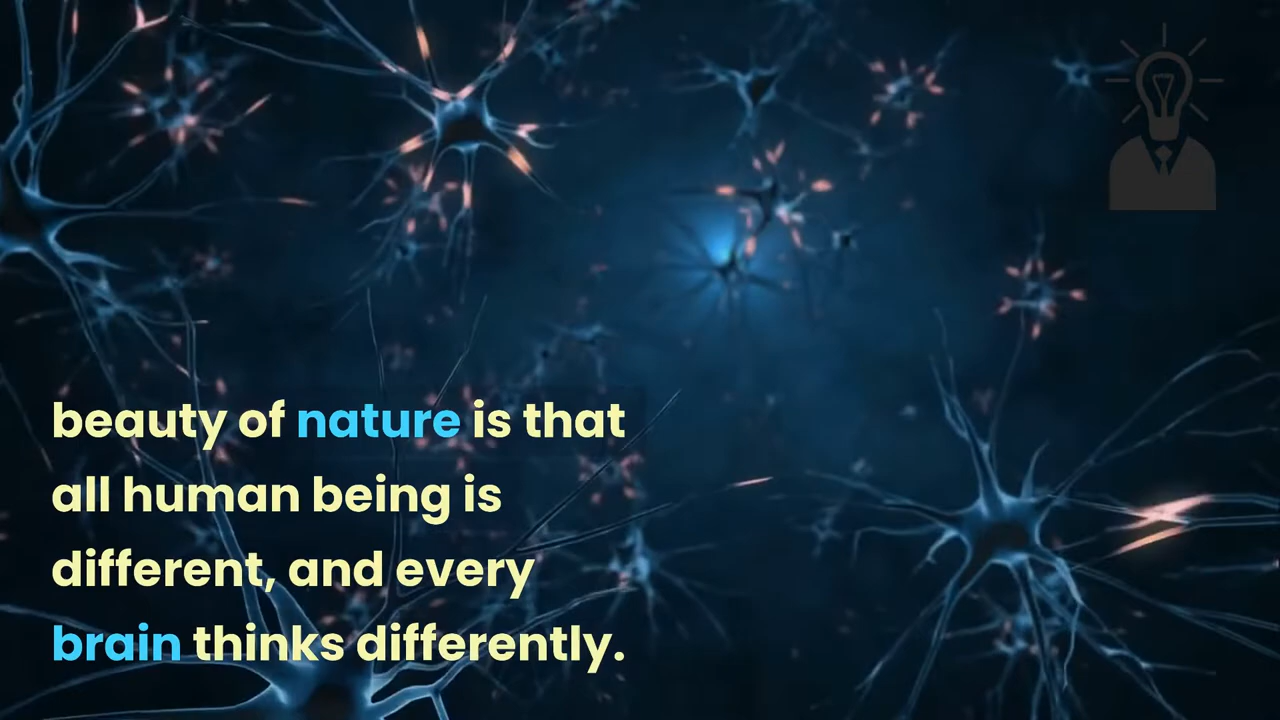 beauty of nature is that
all human being is
different, and every
brain thinks differently.